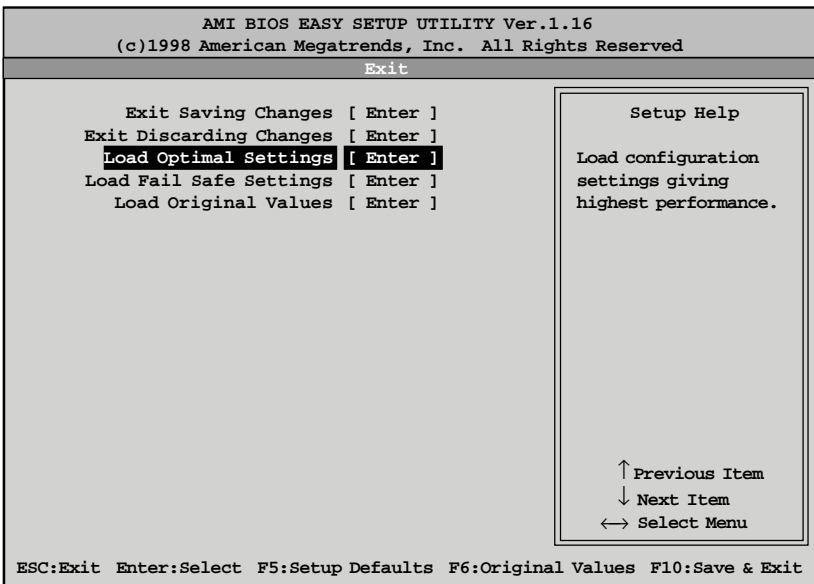 AMI BIOS EASY SETUP UTILITY Ver.1.16
(c)1998 American Megatrends, Inc. All Rights Reserved
Exit
Exit Saving Changes [ Enter ]
Exit Discarding Changes [ Enter ]
Load Optimal Settings [ Enter ]
Load Fail Safe Settings [ Enter ]
Load Original Values [ Enter ]
Setup Help
Load configuration
settings giving
highest performance.
↑ Previous Item
↓ Next Item
←→ Select Menu
ESC:Exit Enter:Select F5:Setup Defaults F6:Original Values F10:Save & Exit